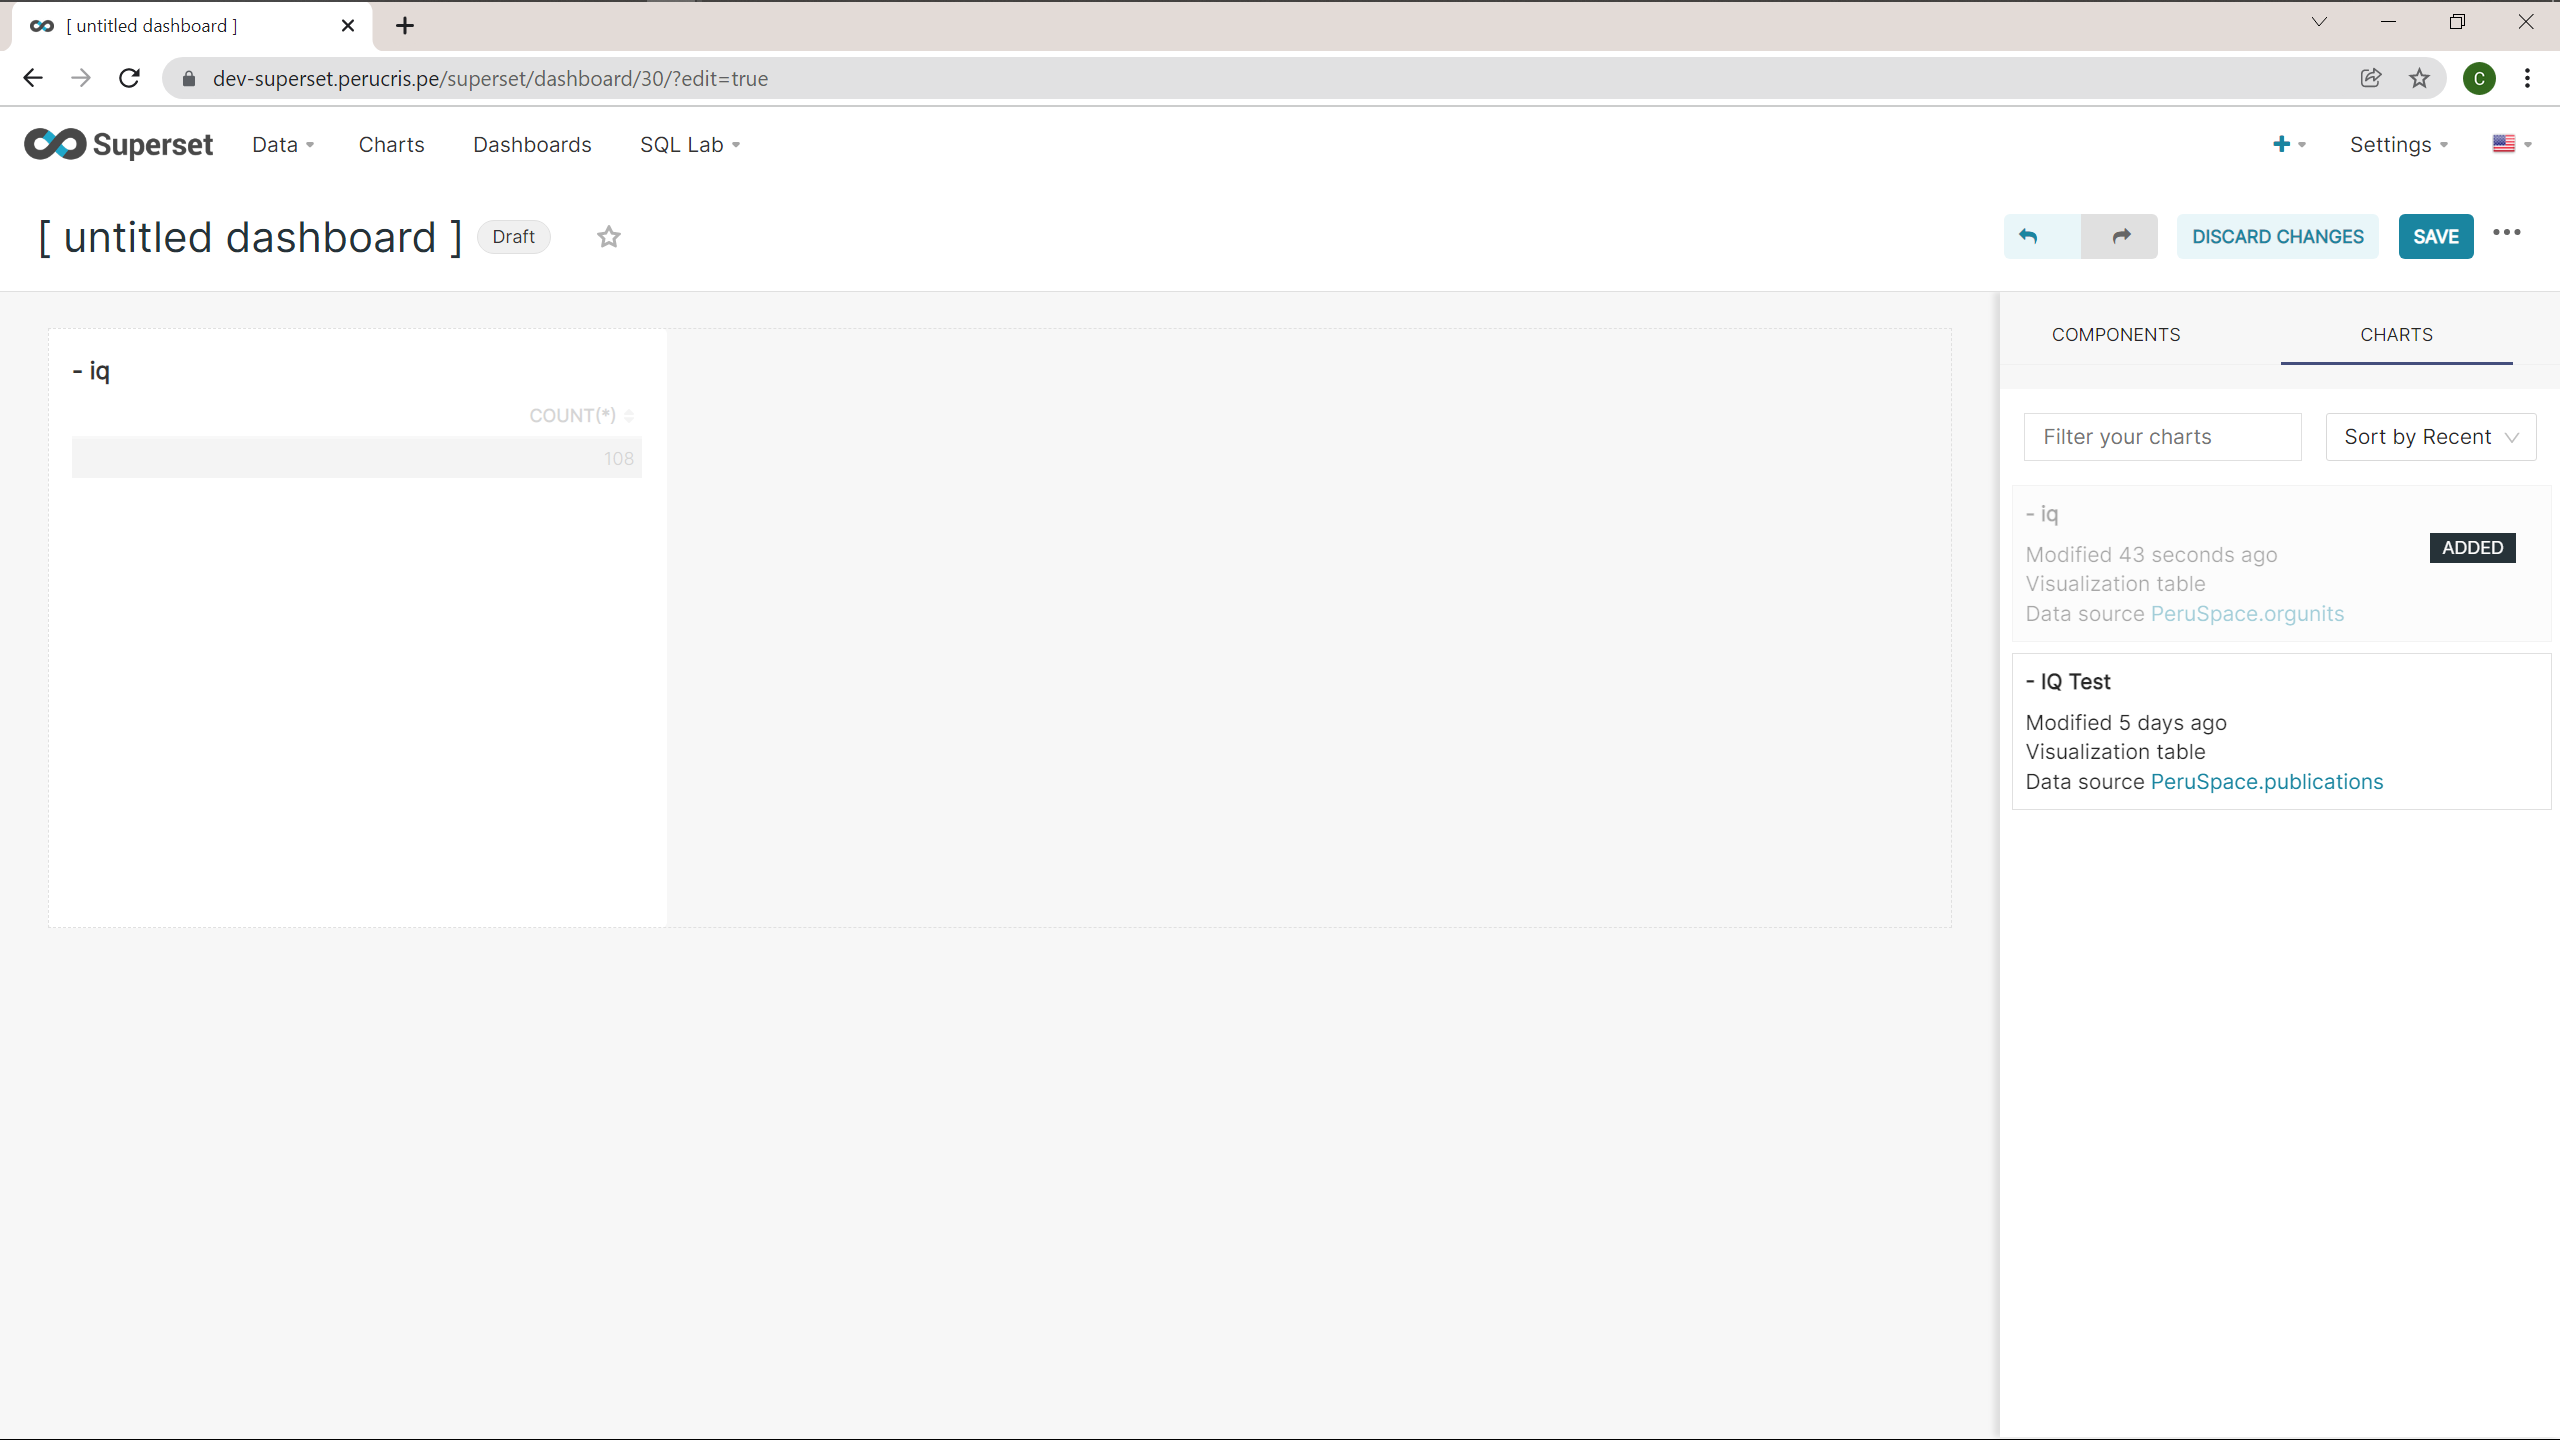 [ untitled dashboard ]
dev-superset.perucris.pe/superset/dashboard/30/?edit=true
C
Superset
Data
Charts
Dashboards
SQL Lab
Settings
[ untitled dashboard ]
Draft
DISCARD CHANGES
SAVE
- iq
COUNT(*)
108
COMPONENTS
CHARTS
Filter your charts
Sort by Recent
- iq
Modified 43 seconds ago
Visualization table
Data source PeruSpace.orgunits
ADDED
- IQ Test
Modified 5 days ago
Visualization table
Data source PeruSpace.publications